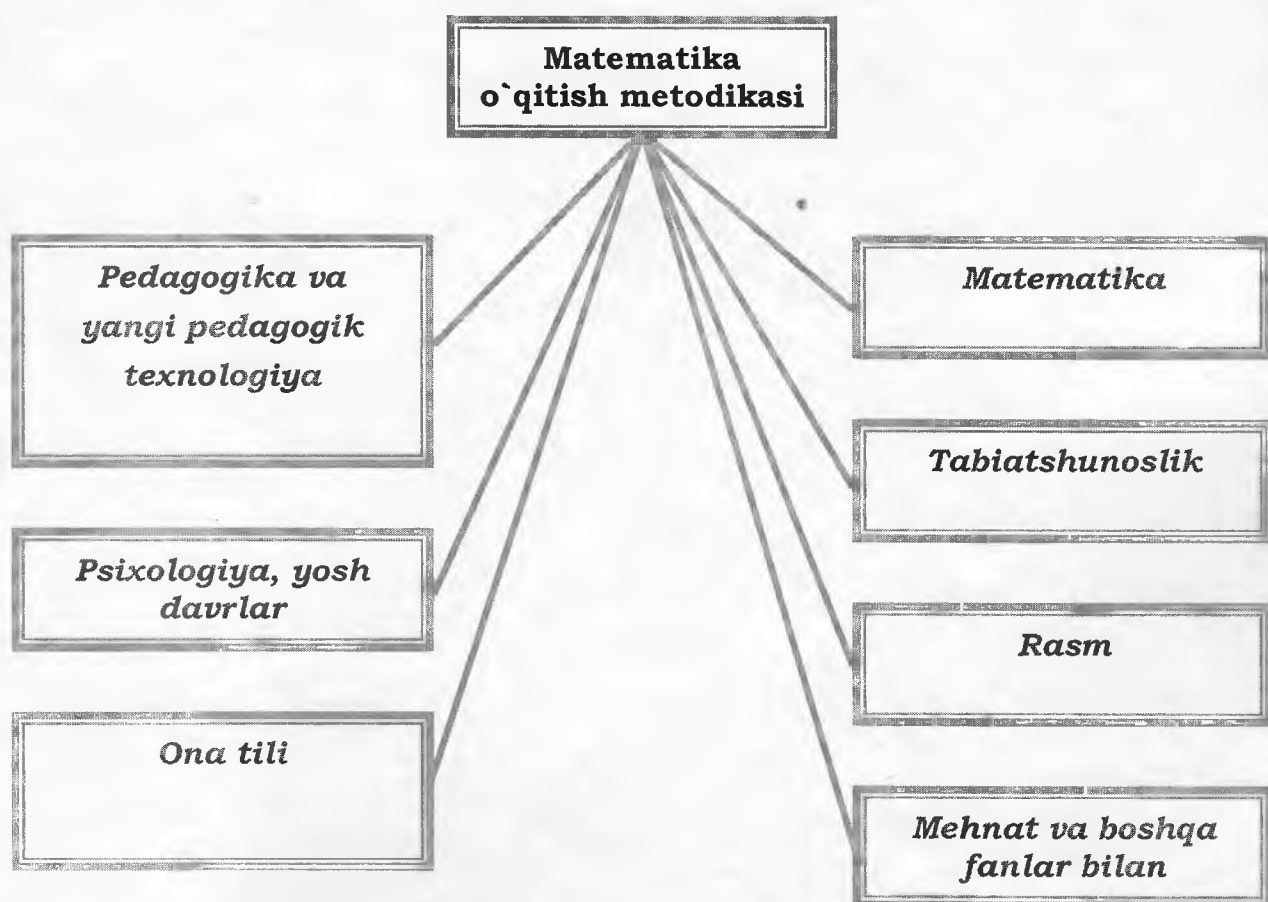 Matematika
o`qitish metodikasi
Pedagogika va
yangi pedagogik
texnologiya
Psixologiya, yosh
davrlar
Ona tili
Matematika
Tabiatshunoslik
Rasm
Mehnat va boshqa
fanlar bilan